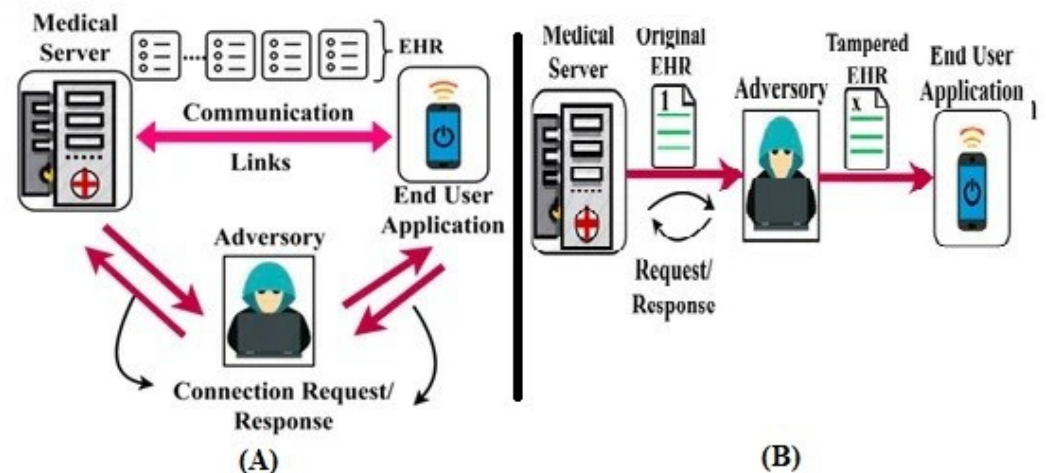 Medical
Server
EHR
Communication
Links
End User
Application
Adversory
Connection Request/
Response
(A)
Medical
Server
Original
EHR
1
Adversory
Tampered
EHR
x
End User
Application
Request/
Response
(B)